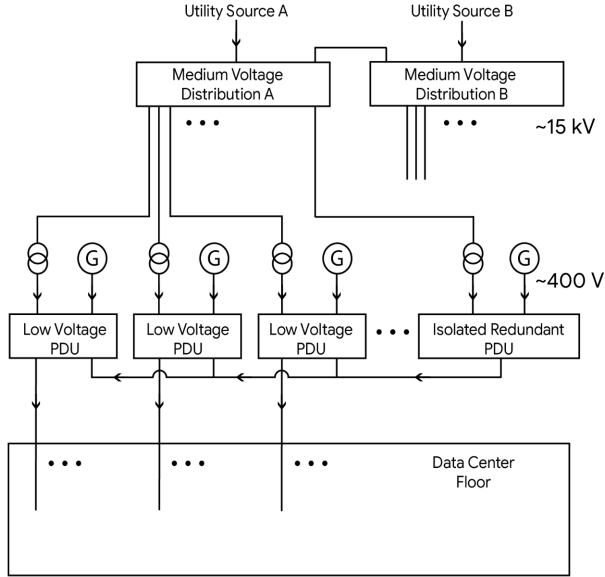 Utility Source A
Utility Source B
Medium Voltage
Distribution A
Medium Voltage
Distribution B
~15 kV
G
G
G
G
~400 V
Low Voltage
PDU
Low Voltage
PDU
Low Voltage
PDU
Isolated Redundant
PDU
Data Center
Floor